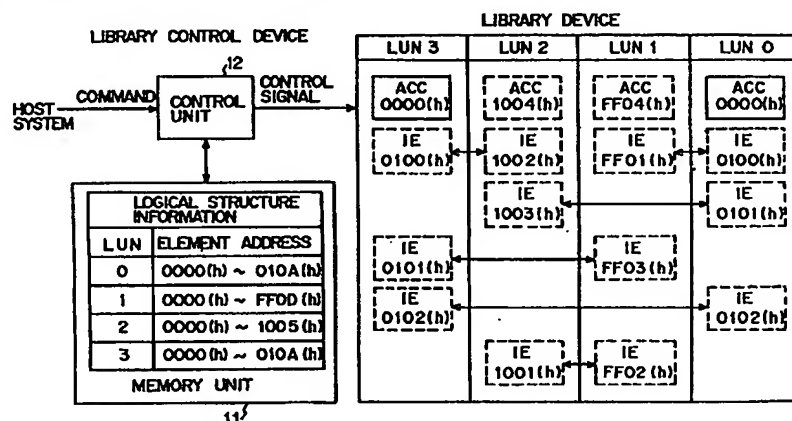 LIBRARY CONTROL DEVICE
12
HOST SYSTEM
COMMAND
CONTROL UNIT
CONTROL SIGNAL
LOGICAL STRUCTURE INFORMATION
LUN ELEMENT ADDRESS
0 0000(h) ~ 010A(h)
1 0000(h) ~ FF0D(h)
2 0000(h) ~ 1005(h)
3 0000(h) ~ 010A(h)
MEMORY UNIT
11
LIBRARY DEVICE
LUN 3 LUN 2 LUN 1 LUN 0
ACC ACC ACC ACC
0000(h) 1004(h) FF04(h) 0000(h)
IE IE IE IE
0100(h) 1002(h) FF01(h) 0100(h)
IE IE
1003(h) 0101(h)
IE IE
0101(h) FF03(h)
IE IE
0102(h) 0102(h)
IE IE
1001(h) FF02(h)